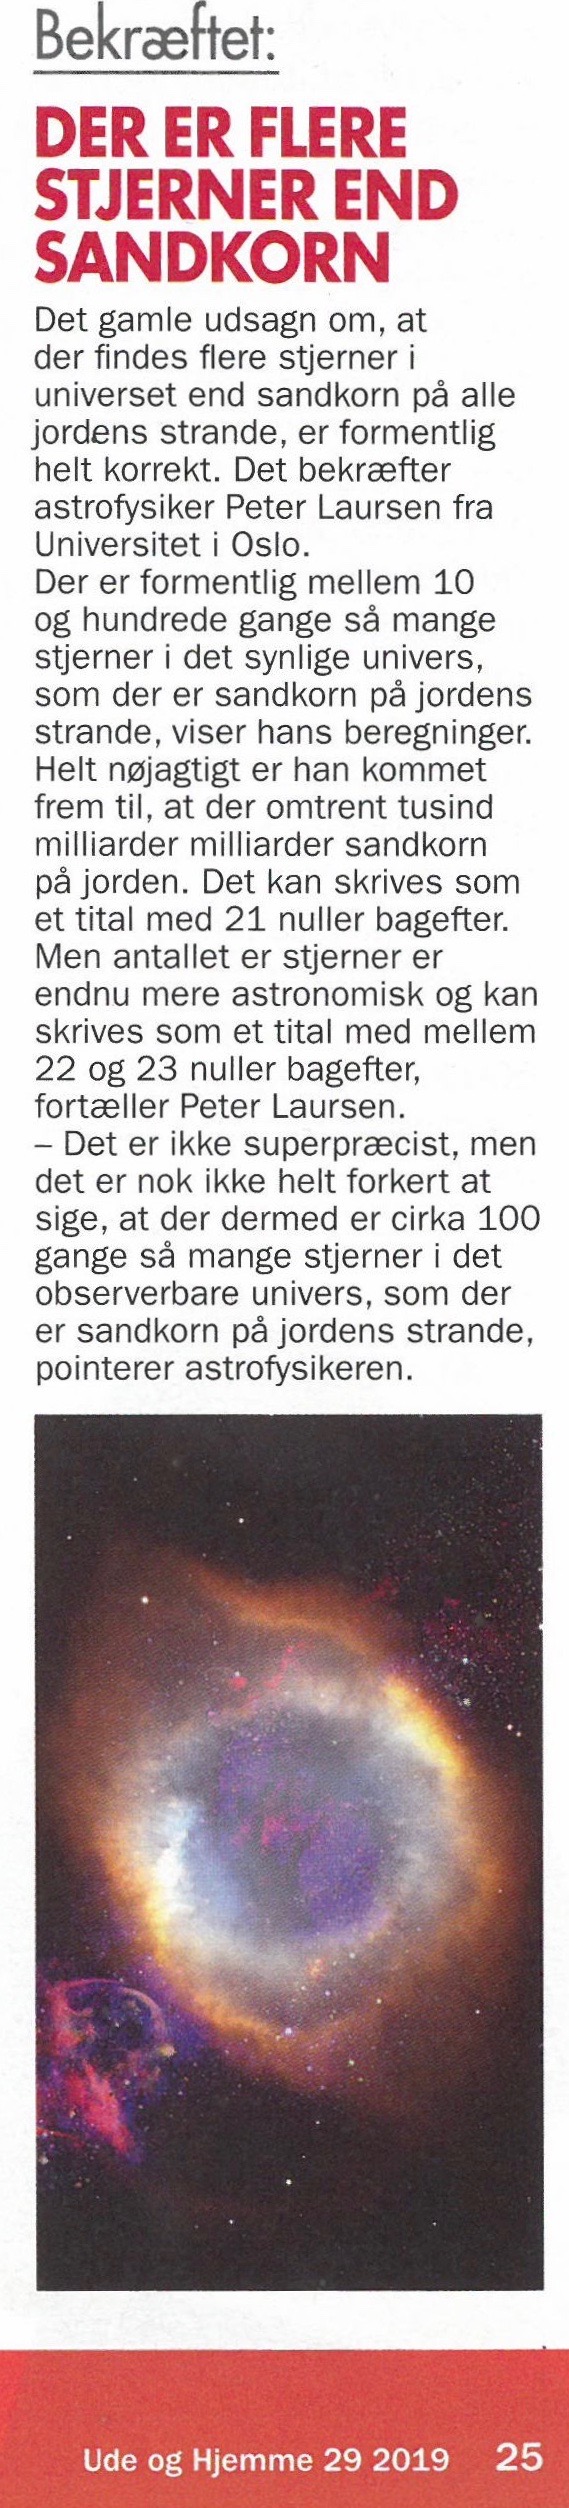 Bekræftet:
DER ER FLERE
STJERNER END
SANDKORN
Det gamle udsagn om, at
der findes flere stjerner i
universet end sandkorn på alle
jordens strande, er formentlig
helt korrekt. Det bekræfter
astrofysiker Peter Laursen fra
Universitet i Oslo.
Der er formentlig mellem 10
og hundrede gange så mange
stjerner i det synlige univers,
som der er sandkorn på jordens
strande, viser hans beregninger.
Helt nøjagtigt er han kommet
frem til, at der omtrent tusind
milliarder milliarder sandkorn
på jorden. Det kan skrives som
et tital med 21 nuller bagefter.
Men antallet er stjerner er
endnu mere astronomisk og kan
skrives som et tital med mellem
22 og 23 nuller bagefter,
fortæller Peter Laursen.
– Det er ikke superpræcist, men
det er nok ikke helt forkert at
sige, at der dermed er cirka 100
gange så mange stjerner i det
observerbare univers, som der
er sandkorn på jordens strande,
pointerer astrofysikeren.
Ude og Hjemme 29 2019 25